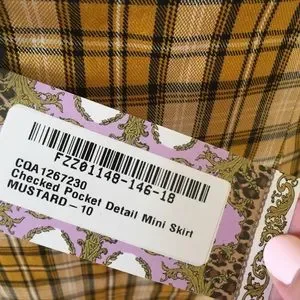 FZZ01148-146-18
CQA1267230
Checked Pocket Detail Mini Skirt
MUSTARD-10